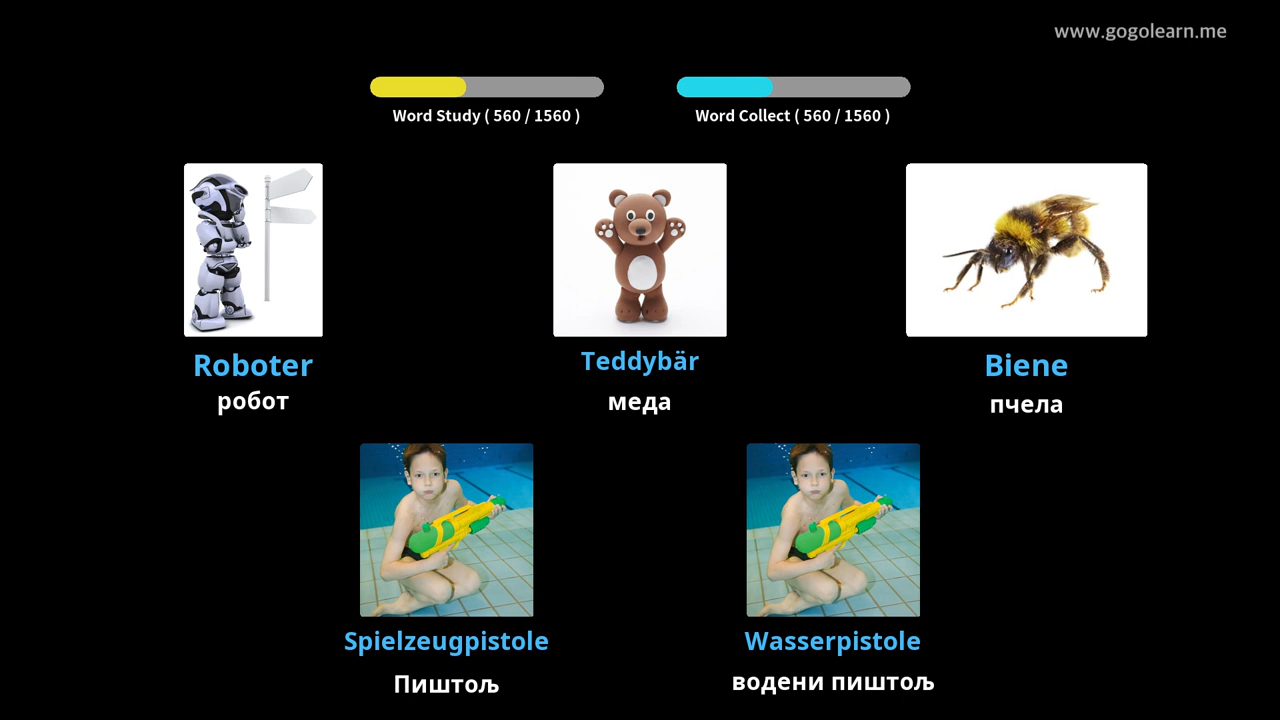 www.gogolearn.me
Word Study ( 560 / 1560 )
Word Collect ( 560 / 1560 )
Roboter
робот
Teddybär
меда
Biene
пчела
Spielzeugpistole
Пиштољ
Wasserpistole
водени пиштољ